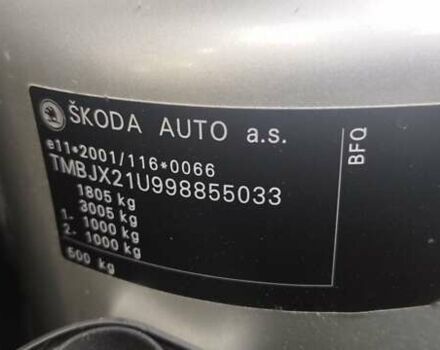 ŠKODA AUTO a.s.
e11*2001/116*0066
TMBJX21U998855033
1805 kg
3005 kg
1.- 1000 kg
2.- 1000 kg
600 kg
BFQ